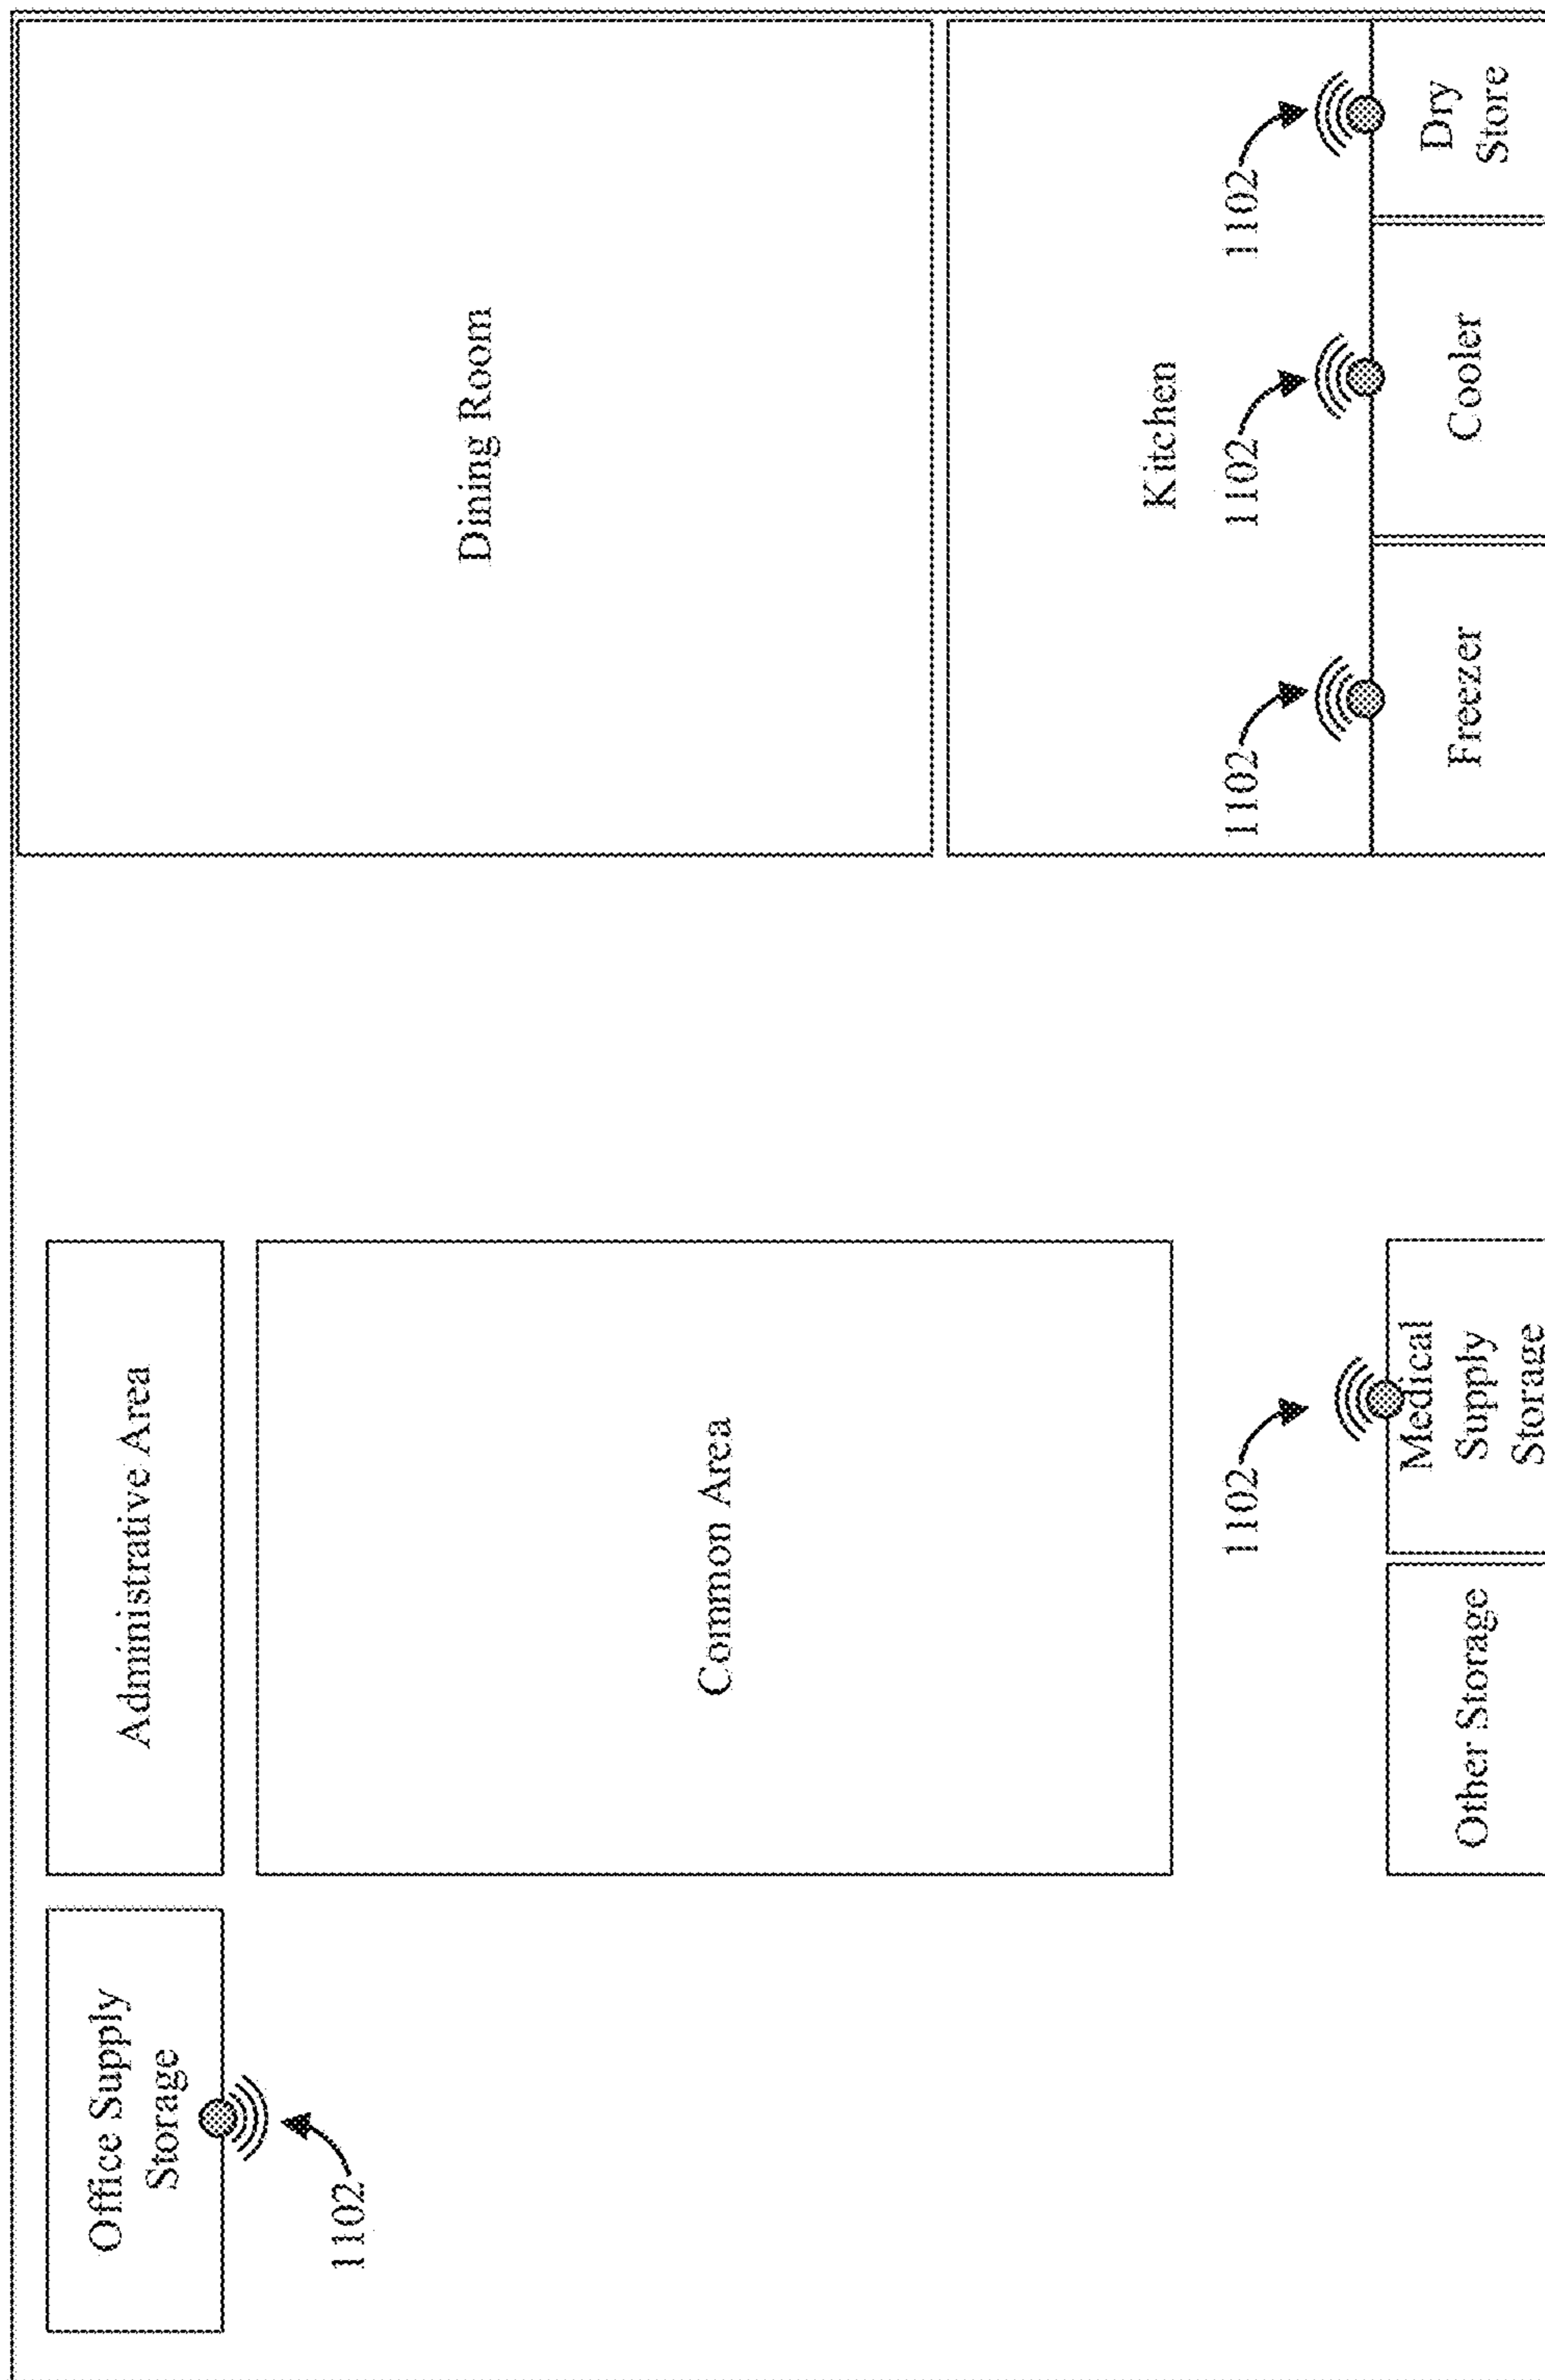 Office Supply
Storage
1102
Administrative Area
Common Area
1102
Other Storage
Medical
Supply
Storage
Dining Room
Kitchen
1102
1102
1102
Freezer
Cooler
Dry
Store